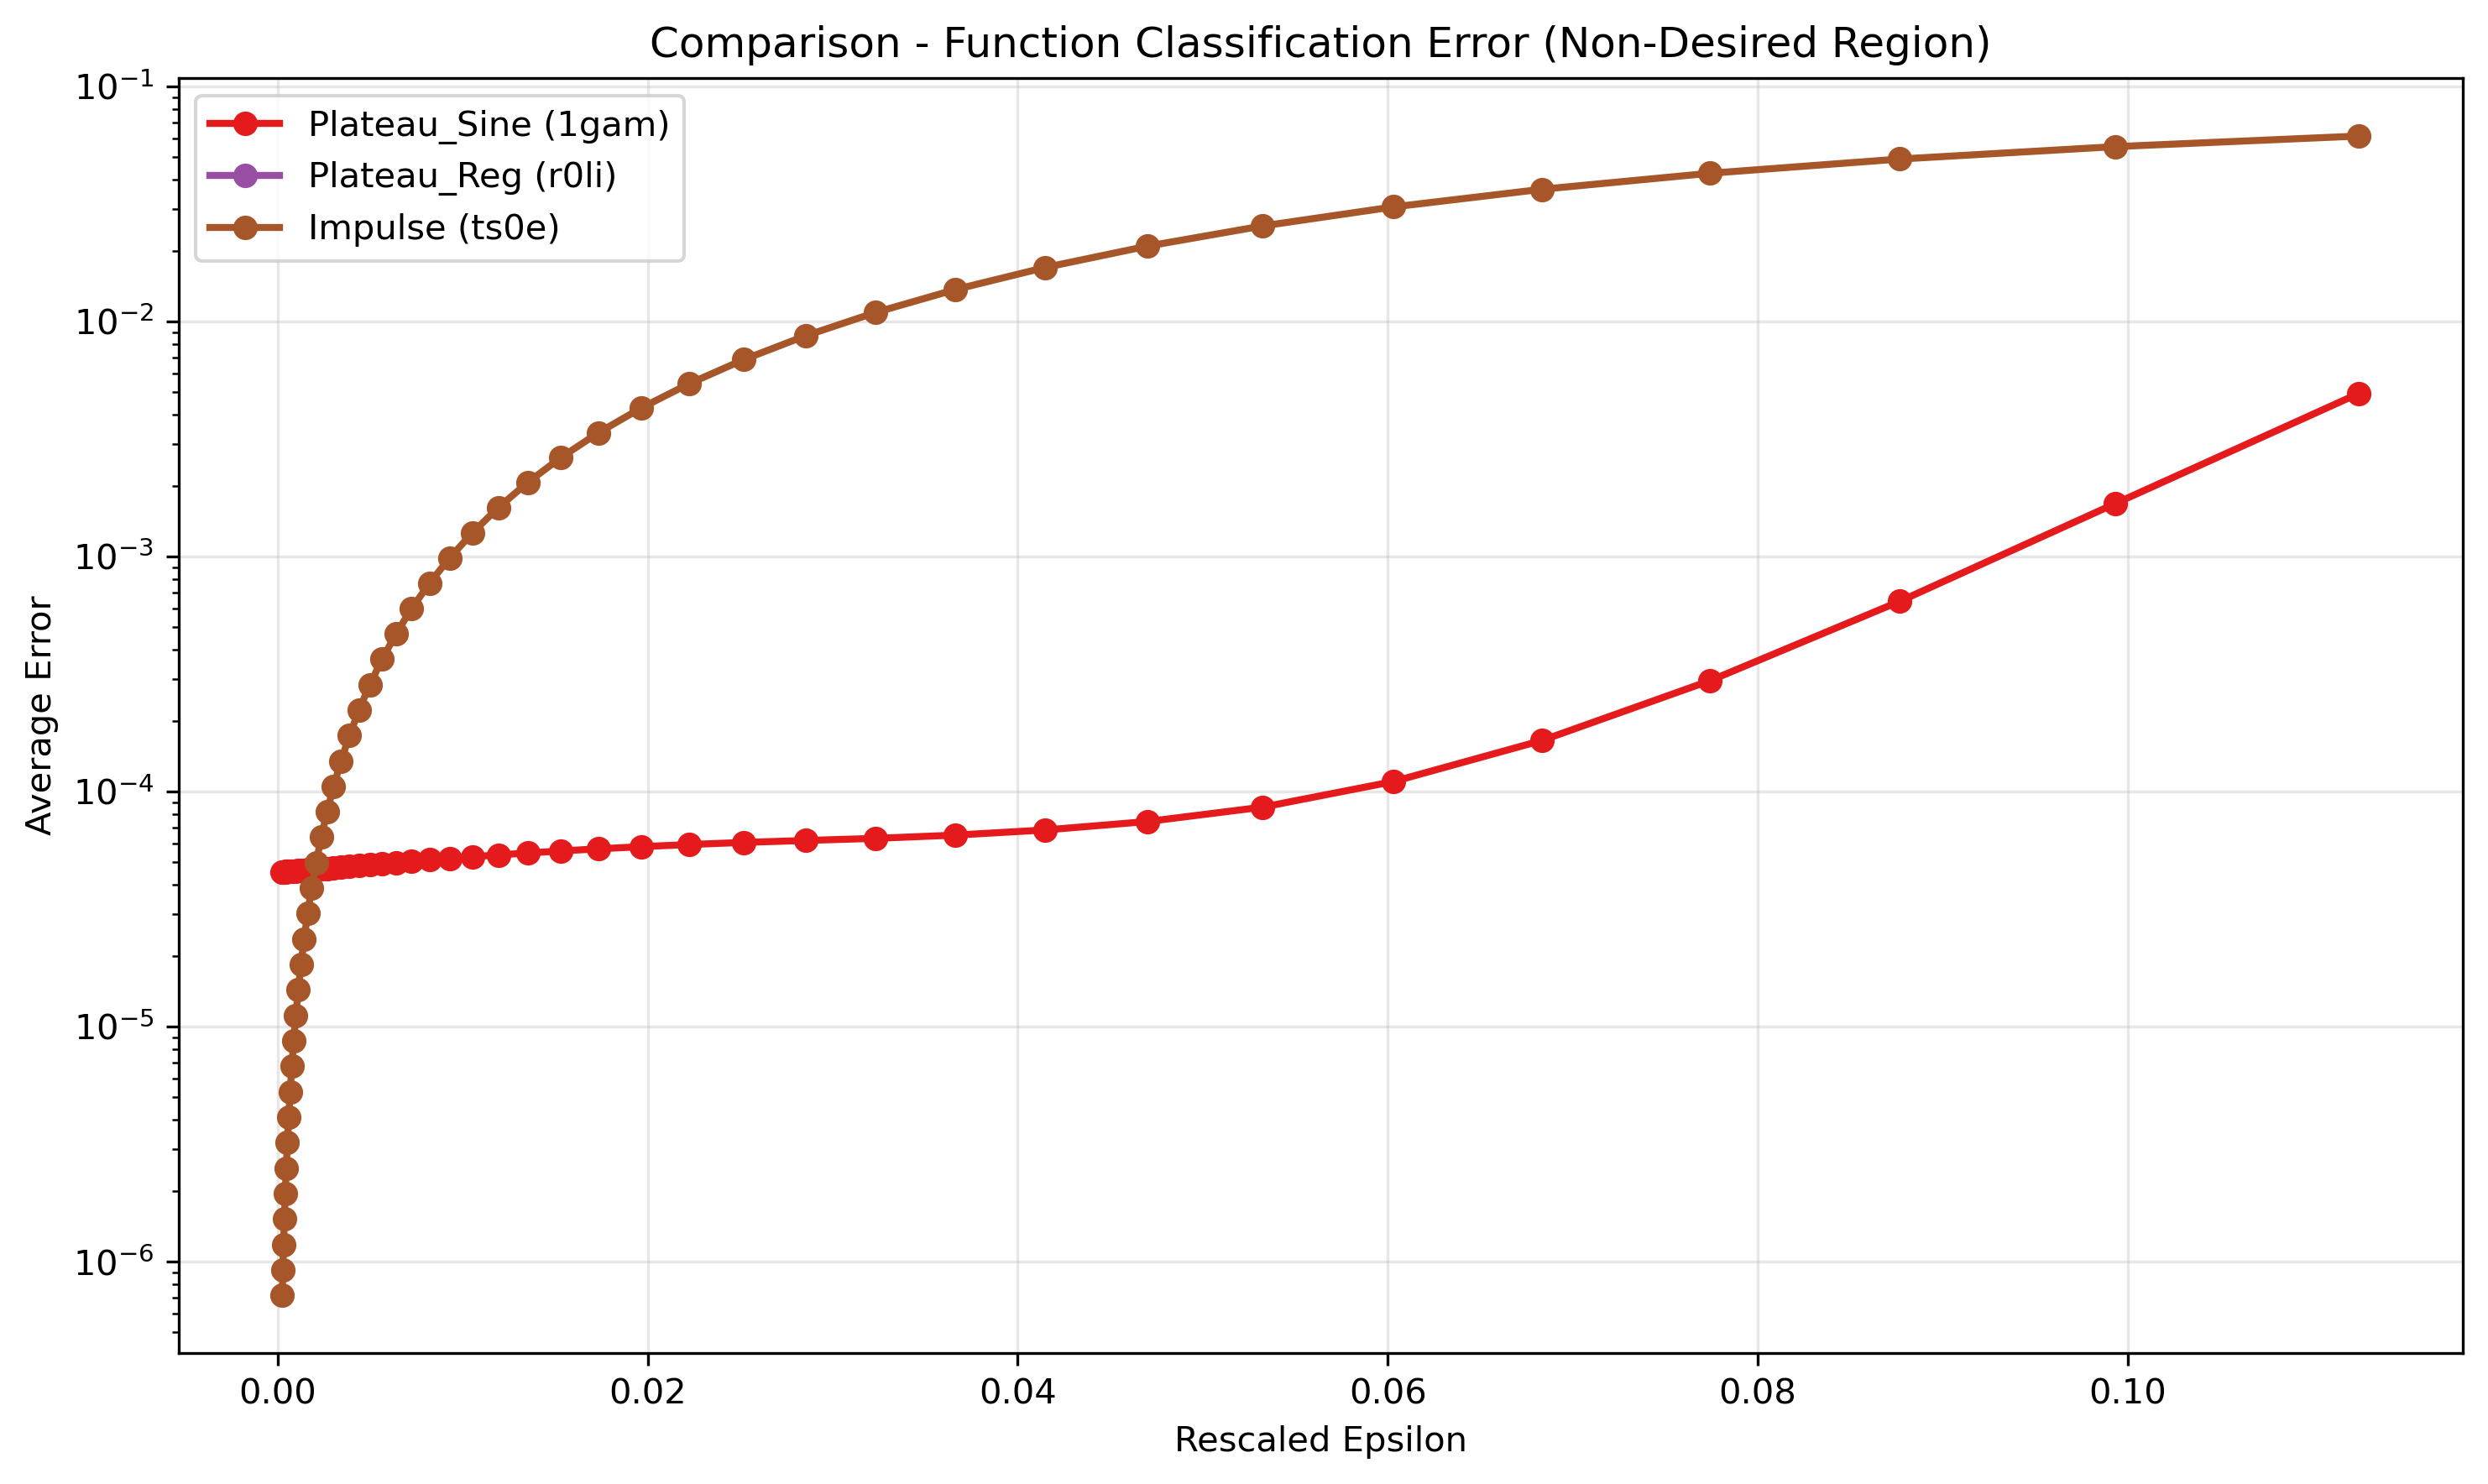 Comparison - Function Classification Error (Non-Desired Region)
Plateau_Sine (1gam)
Plateau_Reg (r0li)
Impulse (ts0e)
Average Error
10⁻¹
10⁻²
10⁻³
10⁻⁴
10⁻⁵
10⁻⁶
0.00 0.02 0.04 0.06 0.08 0.10
Rescaled Epsilon